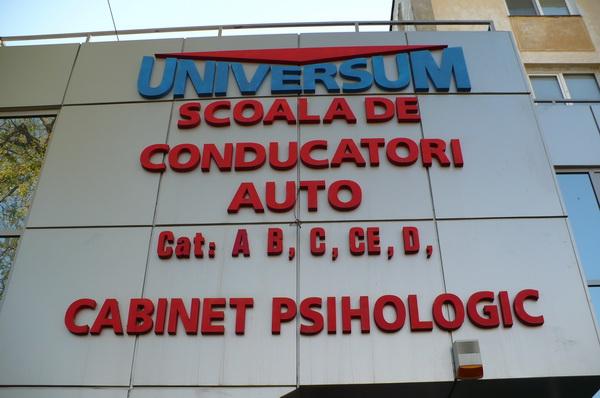 UNIVERSUM
SCOALA DE
CONDUCATORI
AUTO
Cat: A B, C, CE, D,
CABINET PSIHOLOGIC